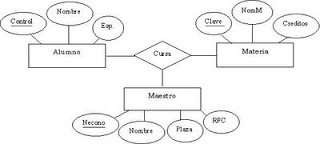 Control
Nombre
Esp.
Alumno
Cursa
Clave
NomM
Creditos
Materia
Maestro
Necono
Nombre
Plaza
RFC